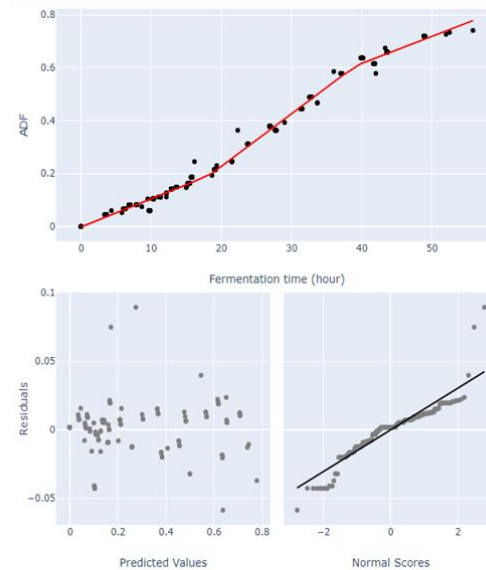 0.8
0.6
0.4
0.2
0
ADF
0 10 20 30 40 50
Fermentation time (hour)
0.1
0.05
0
−0.05
Residuals
0 0.2 0.4 0.6 0.8
−2 0 2
Predicted Values
Normal Scores